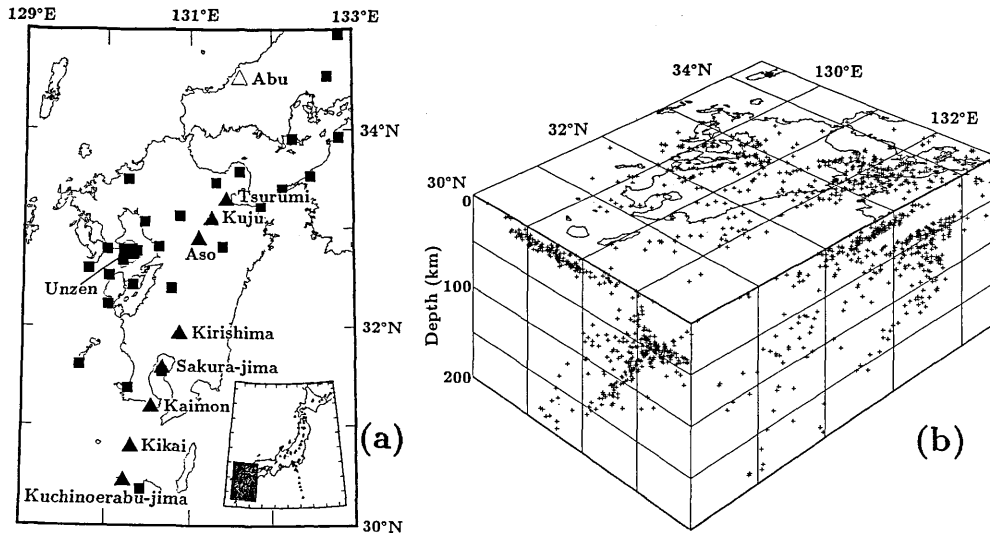 129°E 131°E 133°E
Abu
34°N
Tsurumi
Kuju
Aso
Unzen
32°N
Kirishima
Sakura-jima
Kaimon
Kikai
Kuchinoerabu-jima
30°N
(a)
34°N
130°E
32°N
132°E
30°N
0
100
200
Depth (km)
(b)